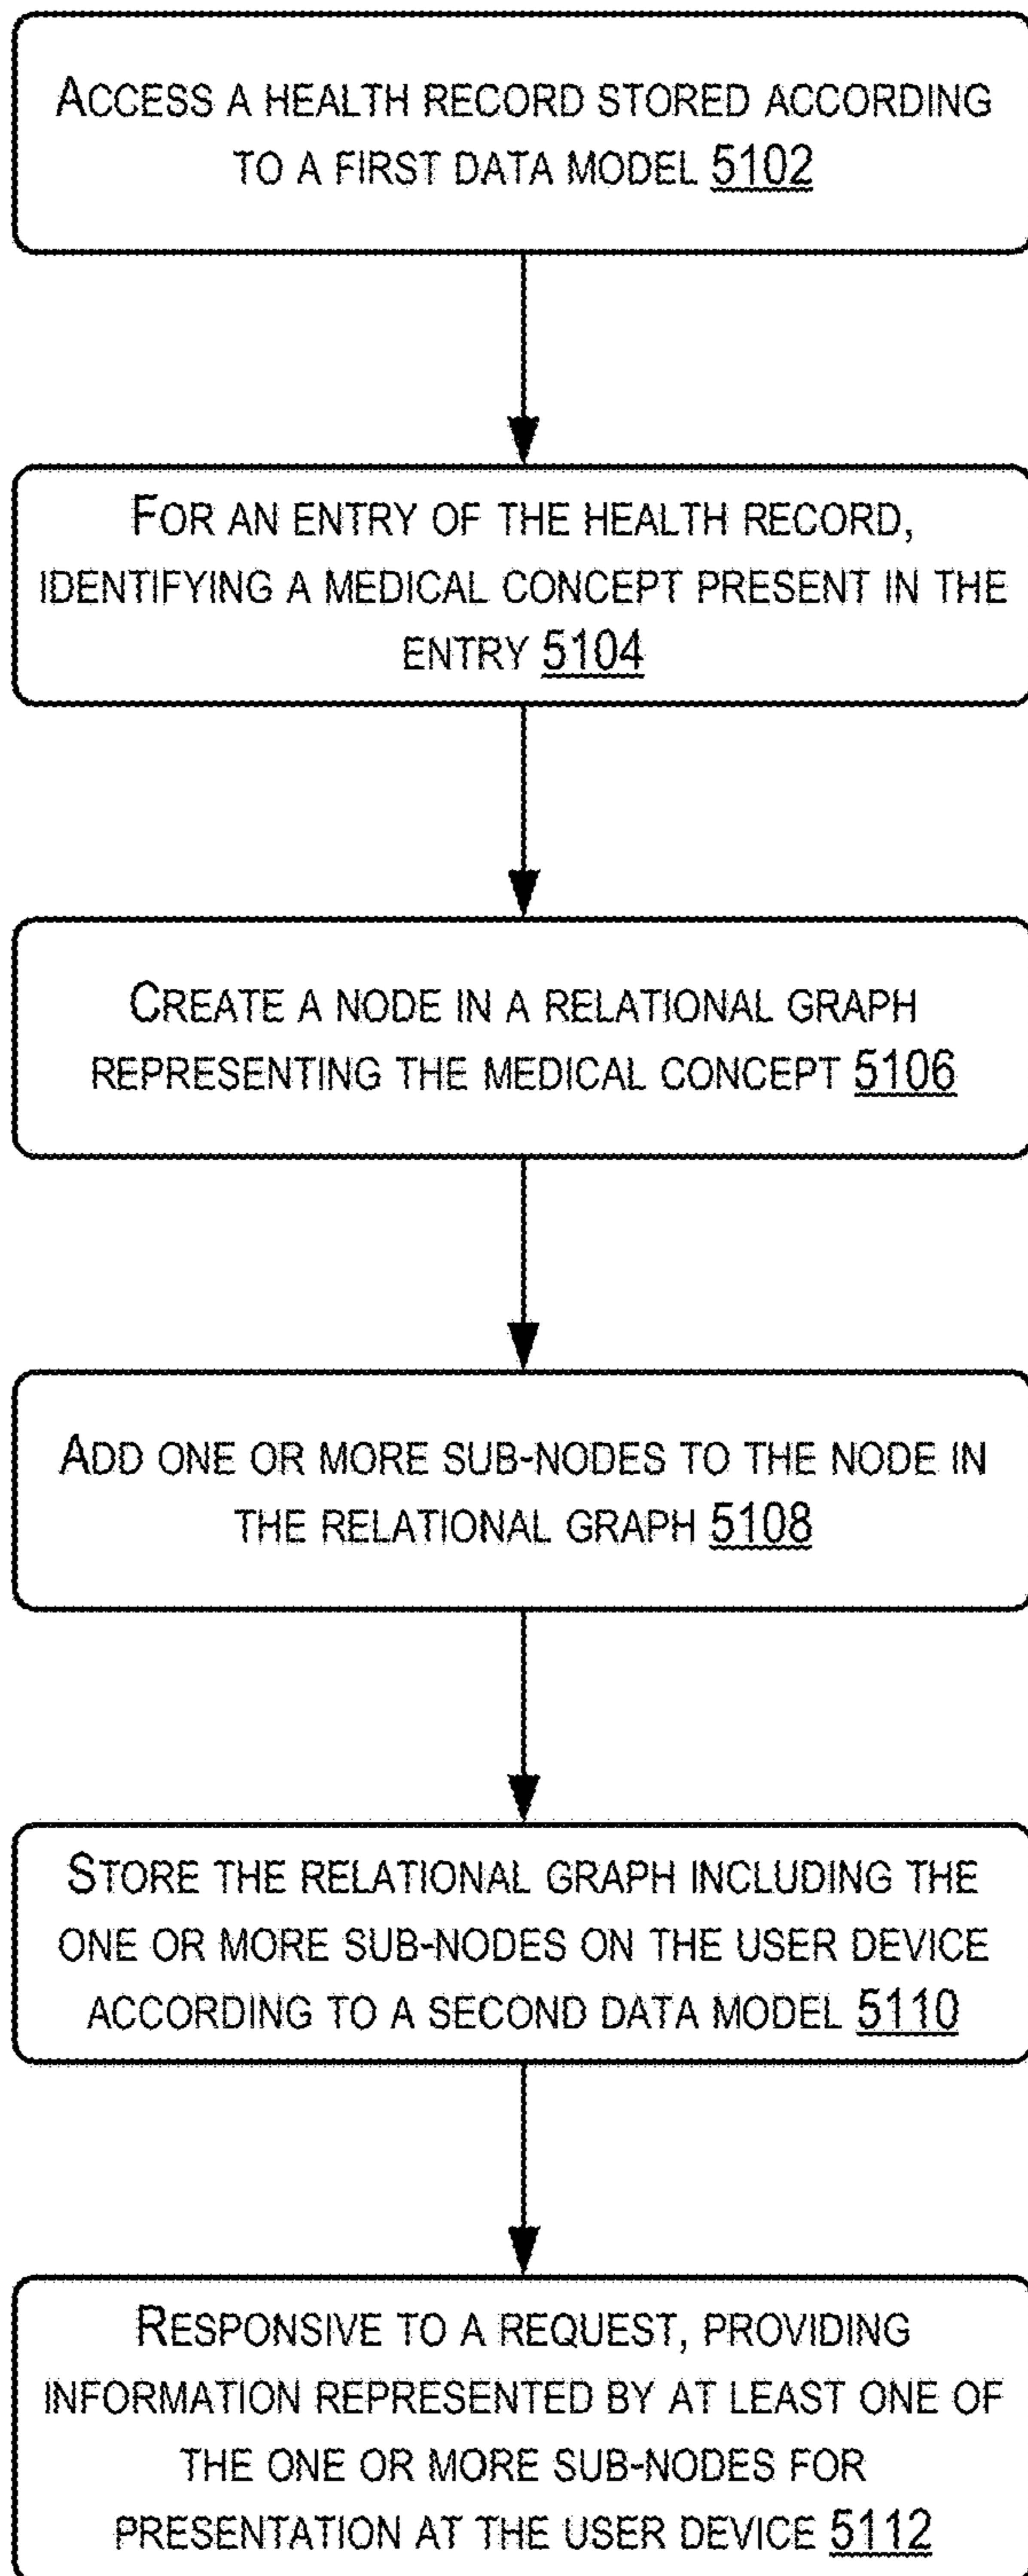 ACCESS A HEALTH RECORD STORED ACCORDING
TO A FIRST DATA MODEL 5102
FOR AN ENTRY OF THE HEALTH RECORD,
IDENTIFYING A MEDICAL CONCEPT PRESENT IN THE
ENTRY 5104
CREATE A NODE IN A RELATIONAL GRAPH
REPRESENTING THE MEDICAL CONCEPT 5106
ADD ONE OR MORE SUB-NODES TO THE NODE IN
THE RELATIONAL GRAPH 5108
STORE THE RELATIONAL GRAPH INCLUDING THE
ONE OR MORE SUB-NODES ON THE USER DEVICE
ACCORDING TO A SECOND DATA MODEL 5110
RESPONSIVE TO A REQUEST, PROVIDING
INFORMATION REPRESENTED BY AT LEAST ONE OF
THE ONE OR MORE SUB-NODES FOR
PRESENTATION AT THE USER DEVICE 5112